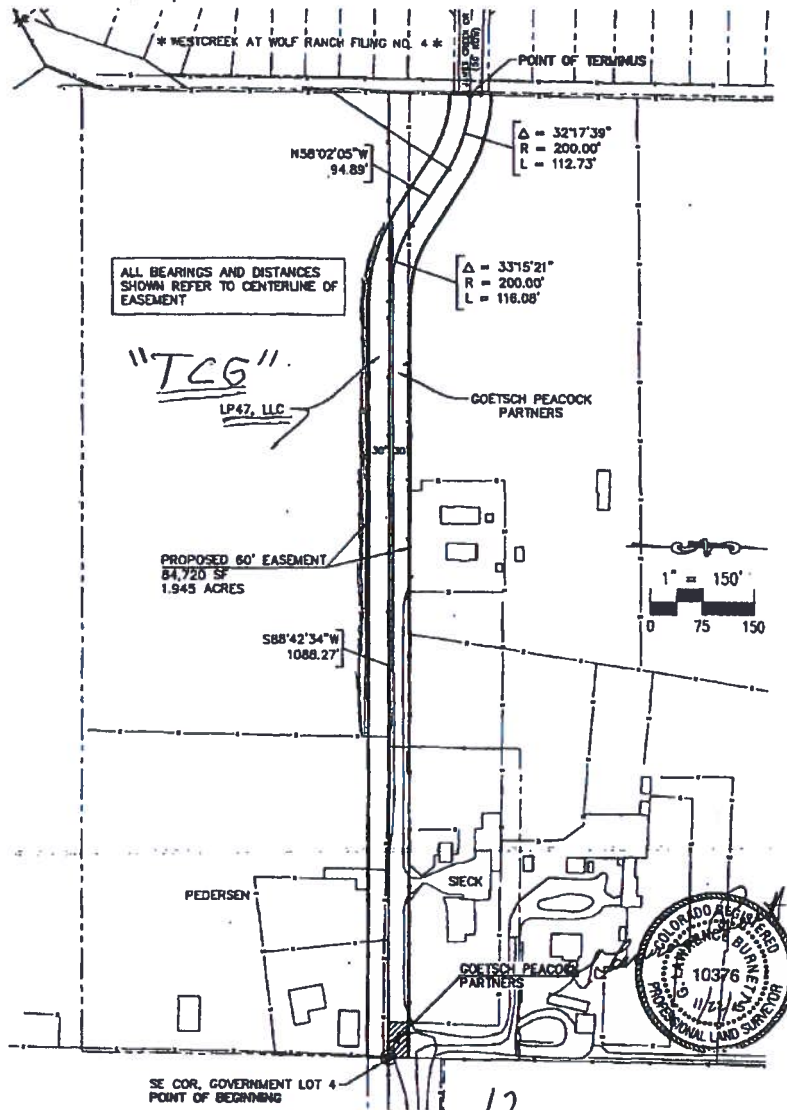 * WESTCREEK AT WOLF RANCH FILING NO. 4 *
POINT OF TERMINUS
Δ = 32°17'39"
R = 200.00'
L = 112.73'
N58°02'05"W
94.89'
Δ = 33°15'21"
R = 200.00'
L = 116.08'
ALL BEARINGS AND DISTANCES
SHOWN REFER TO CENTERLINE OF
EASEMENT
"TCG"
LP47, LLC
GOETSCH PEACOCK
PARTNERS
30' 30'
PROPOSED 60' EASEMENT
84,720 SF
1.945 ACRES
1" = 150'
0 75 150
S88°42'34"W
1088.27'
PEDERSEN
SIECK
GOETSCH PEACOCK
PARTNERS
COLORADO REGISTERED
G. LAWRENCE BURNETT
10376
PROFESSIONAL LAND SURVEYOR
SE COR, GOVERNMENT LOT 4
POINT OF BEGINNING
12